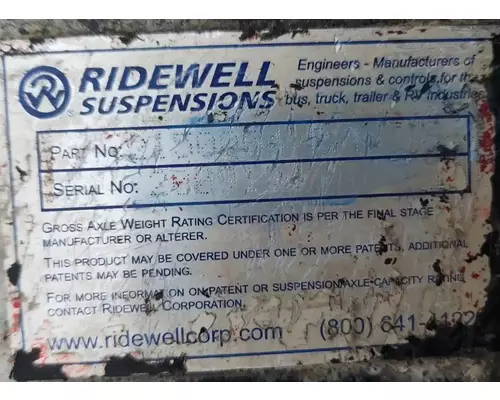 RIDEWELL
SUSPENSIONS
Engineers - Manufacturers of
suspensions & controls for the
bus, truck, trailer & RV industries
PART NO:
SERIAL NO:
GROSS AXLE WEIGHT RATING CERTIFICATION IS PER THE FINAL STAGE
MANUFACTURER OR ALTERER.
THIS PRODUCT MAY BE COVERED UNDER ONE OR MORE PATENTS, ADDITIONAL
PATENTS MAY BE PENDING.
FOR MORE INFORMATION ON PATENT OR SUSPENSION/AXLE CAPACITY RATING
CONTACT RIDEWELL CORPORATION.
www.ridewellcorp.com (800) 641-4122